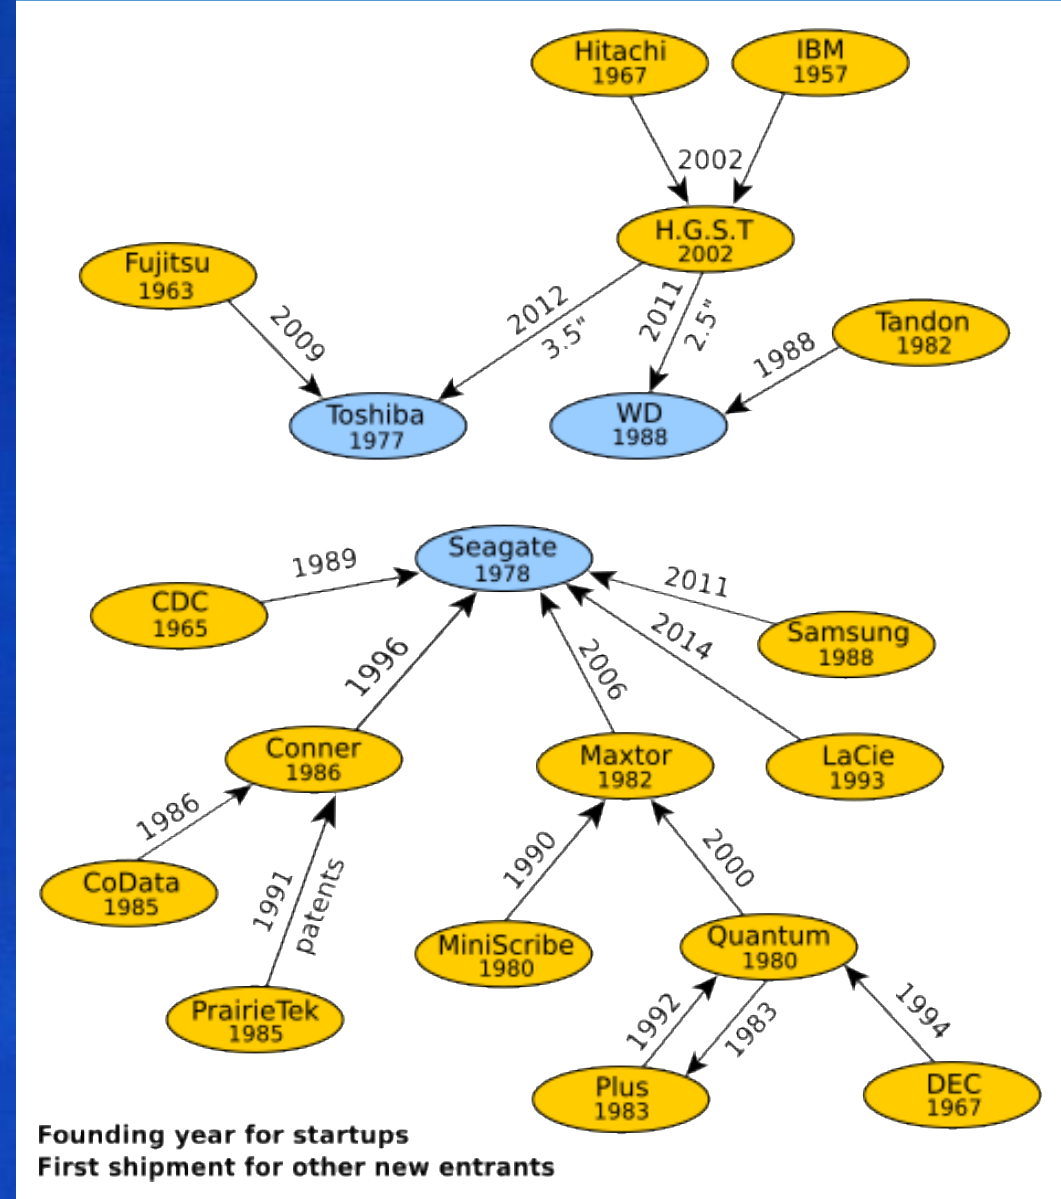 Hitachi
1967
IBM
1957
2002
H.G.S.T
2002
Fujitsu
1963
2009
2012
3.5"
2011
2.5"
Tandon
1982
1988
Toshiba
1977
WD
1988
Seagate
1978
1989
CDC
1965
2011
Samsung
1988
1996
2006
2014
Conner
1986
Maxtor
1982
LaCie
1993
1986
CoData
1985
1991
patents
1990
2000
MiniScribe
1980
Quantum
1980
PrairieTek
1985
1992
1983
1994
Plus
1983
DEC
1967
Founding year for startups
First shipment for other new entrants